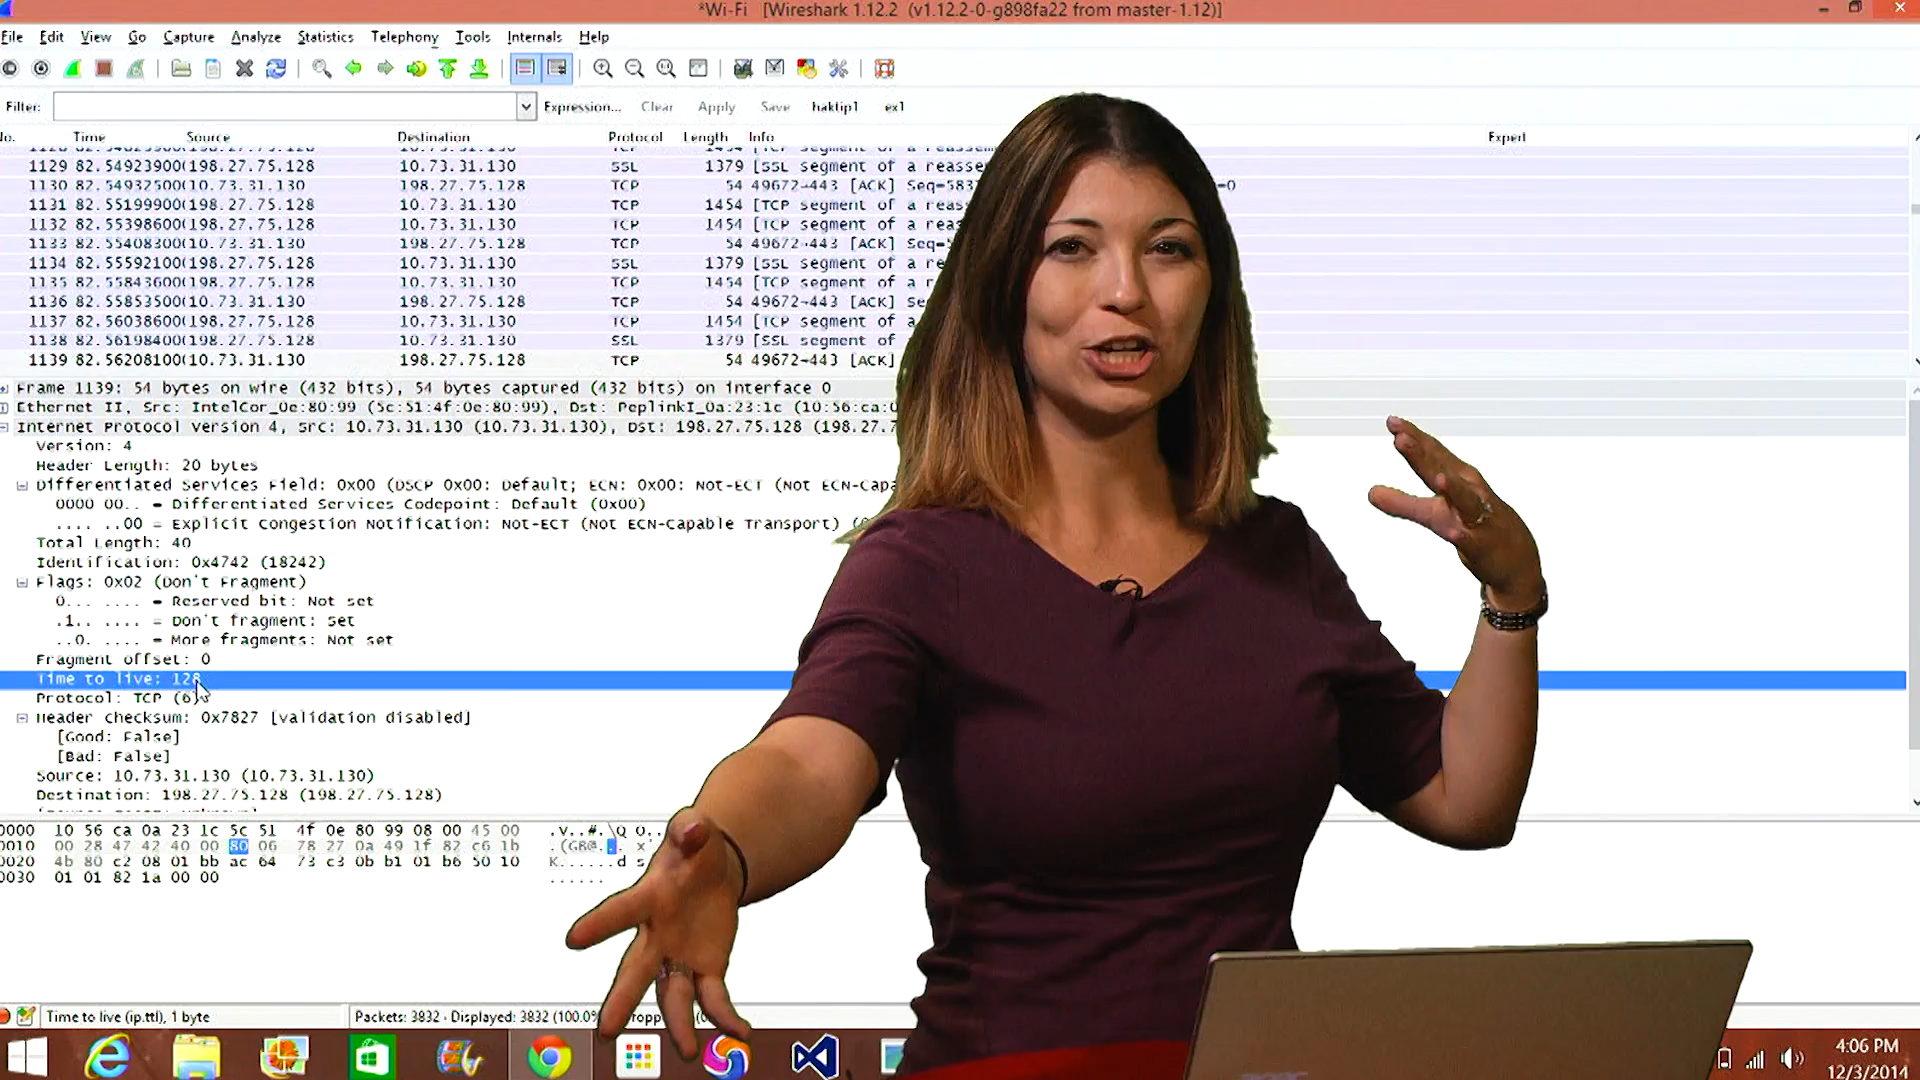 *Wi-Fi [Wireshark 1.12.2 (v1.12.2-0-g898fa22 from master-1.12)]
File Edit View Go Capture Analyze Statistics Telephony Tools Internals Help
Filter: Expression... Clear Apply Save haktip1 ex1
No. Time Source Destination Protocol Length Info Expert
1129 82.549239000(198.27.75.128 10.73.31.130 SSL 1379 [SSL segment of a reasse
1130 82.549325000(10.73.31.130 198.27.75.128 TCP 54 49672→443 [ACK] Seq=583 =0
1131 82.551999000(198.27.75.128 10.73.31.130 TCP 1454 [TCP segment of a reas
1132 82.553986000(198.27.75.128 10.73.31.130 TCP 1454 [TCP segment of a rea
1133 82.554083000(10.73.31.130 198.27.75.128 TCP 54 49672→443 [ACK] Seq=5
1134 82.555921000(198.27.75.128 10.73.31.130 SSL 1379 [SSL segment of a re
1135 82.558436000(198.27.75.128 10.73.31.130 TCP 1454 [TCP segment of a r
1136 82.558535000(10.73.31.130 198.27.75.128 TCP 54 49672→443 [ACK] Se
1137 82.560386000(198.27.75.128 10.73.31.130 TCP 1454 [TCP segment of a
1138 82.561984000(198.27.75.128 10.73.31.130 SSL 1379 [SSL segment of
1139 82.562081000(10.73.31.130 198.27.75.128 TCP 54 49672→443 [ACK]
Frame 1139: 54 bytes on wire (432 bits), 54 bytes captured (432 bits) on interface 0
Ethernet II, Src: IntelCor_0e:80:99 (5c:51:4f:0e:80:99), Dst: PeplinkI_0a:23:1c (10:56:ca:0
Internet Protocol Version 4, Src: 10.73.31.130 (10.73.31.130), Dst: 198.27.75.128 (198.27.7
Version: 4
Header Length: 20 bytes
Differentiated Services Field: 0x00 (DSCP 0x00: Default; ECN: 0x00: Not-ECT (Not ECN-Capa
0000 00.. = Differentiated Services Codepoint: Default (0x00)
.... ..00 = Explicit Congestion Notification: Not-ECT (Not ECN-Capable Transport) (
Total Length: 40
Identification: 0x4742 (18242)
Flags: 0x02 (Don't Fragment)
0... .... = Reserved bit: Not set
.1.. .... = Don't fragment: Set
..0. .... = More fragments: Not set
Fragment offset: 0
Time to live: 128
Protocol: TCP (6)
Header checksum: 0x7827 [validation disabled]
[Good: False]
[Bad: False]
Source: 10.73.31.130 (10.73.31.130)
Destination: 198.27.75.128 (198.27.75.128)
0000 10 56 ca 0a 23 1c 5c 51 4f 0e 80 99 08 00 45 00 .V..#.\Q O..
0010 00 28 47 42 40 00 80 06 78 27 0a 49 1f 82 c6 1b .(GB@... x'
0020 4b 80 c2 08 01 bb ac 64 73 c3 0b b1 01 b6 50 10 K......d s
0030 01 01 82 1a 00 00 ......
Time to live (ip.ttl), 1 byte Packets: 3832 · Displayed: 3832 (100.0%
4:06 PM
12/3/2014